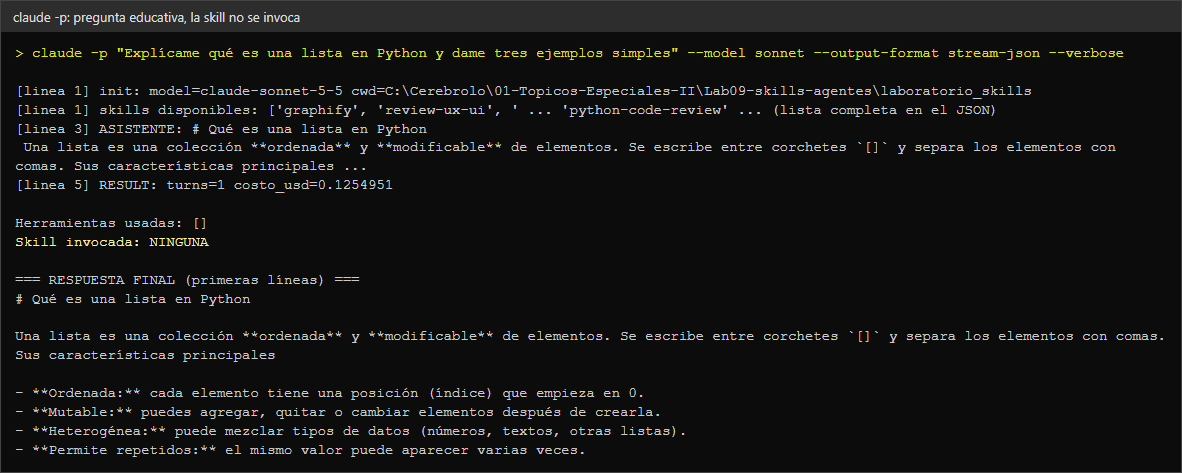 claude -p: pregunta educativa, la skill no se invoca
> claude -p "Explícame qué es una lista en Python y dame tres ejemplos simples" --model sonnet --output-format stream-json --verbose
[linea 1] init: model=claude-sonnet-5-5 cwd=C:\Cerebrolo\01-Topicos-Especiales-II\Lab09-skills-agentes\laboratorio_skills
[linea 1] skills disponibles: ['graphify', 'review-ux-ui', ' ... 'python-code-review' ... (lista completa en el JSON)
[linea 3] ASISTENTE: # Qué es una lista en Python
Una lista es una colección **ordenada** y **modificable** de elementos. Se escribe entre corchetes `[]` y separa los elementos con
comas. Sus características principales ...
[linea 5] RESULT: turns=1 costo_usd=0.1254951
Herramientas usadas: []
Skill invocada: NINGUNA
=== RESPUESTA FINAL (primeras líneas) ===
# Qué es una lista en Python
Una lista es una colección **ordenada** y **modificable** de elementos. Se escribe entre corchetes `[]` y separa los elementos con comas.
Sus características principales
- **Ordenada:** cada elemento tiene una posición (índice) que empieza en 0.
- **Mutable:** puedes agregar, quitar o cambiar elementos después de crearla.
- **Heterogénea:** puede mezclar tipos de datos (números, textos, otras listas).
- **Permite repetidos:** el mismo valor puede aparecer varias veces.